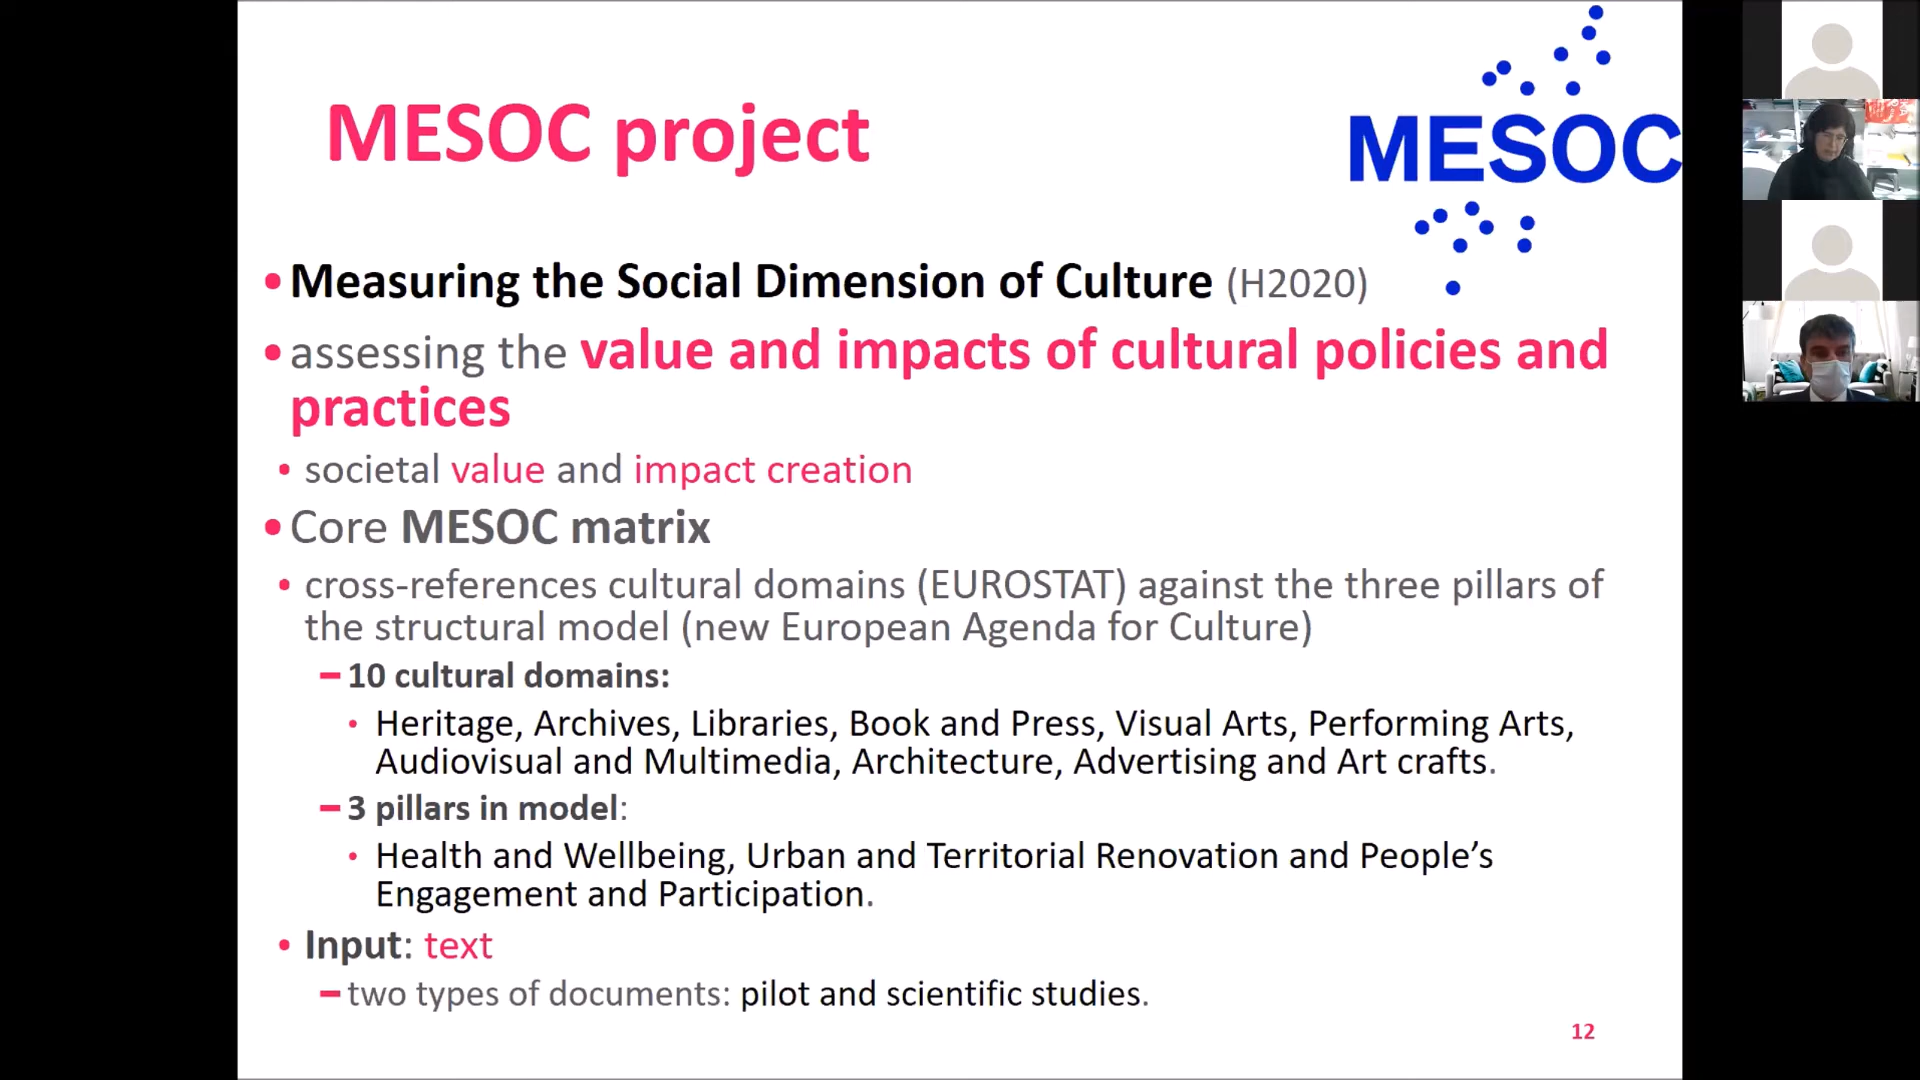 MESOC project
MESOC
• Measuring the Social Dimension of Culture (H2020)
• assessing the value and impacts of cultural policies and
practices
• societal value and impact creation
• Core MESOC matrix
• cross-references cultural domains (EUROSTAT) against the three pillars of
the structural model (new European Agenda for Culture)
– 10 cultural domains:
• Heritage, Archives, Libraries, Book and Press, Visual Arts, Performing Arts,
Audiovisual and Multimedia, Architecture, Advertising and Art crafts.
– 3 pillars in model:
• Health and Wellbeing, Urban and Territorial Renovation and People’s
Engagement and Participation.
• Input: text
– two types of documents: pilot and scientific studies.
12